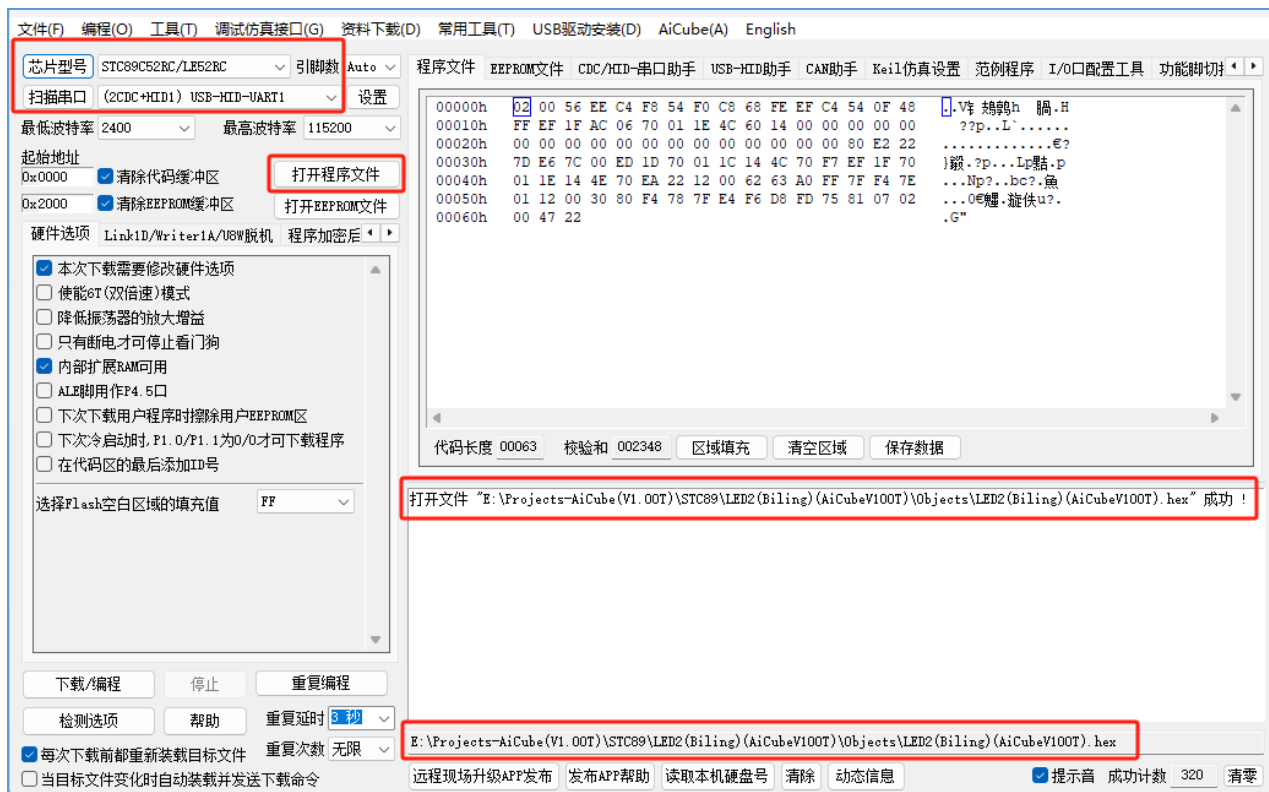 文件(F) 编程(O) 工具(T) 调试仿真接口(G) 资料下载(D) 常用工具(T) USB驱动安装(D) AiCube(A) English
芯片型号 STC89C52RC/LE52RC 引脚数 Auto
扫描串口 (2CDC+HID1) USB-HID-UART1 设置
最低波特率 2400 最高波特率 115200
起始地址
0x0000 清除代码缓冲区 打开程序文件
0x2000 清除EEPROM缓冲区 打开EEPROM文件
硬件选项 Link1D/Writer1A/U8W脱机 程序加密后
本次下载需要修改硬件选项
使能6T(双倍速)模式
降低振荡器的放大增益
只有断电才可停止看门狗
内部扩展RAM可用
ALE脚用作P4.5口
下次下载用户程序时擦除用户EEPROM区
下次冷启动时,P1.0/P1.1为0/0才可下载程序
在代码区的最后添加ID号
选择Flash空白区域的填充值 FF
下载/编程 停止 重复编程
检测选项 帮助 重复延时 3 秒
每次下载前都重新装载目标文件 重复次数 无限
当目标文件变化时自动装载并发送下载命令
程序文件 EEPROM文件 CDC/HID-串口助手 USB-HID助手 CAN助手 Keil仿真设置 范例程序 I/O口配置工具 功能脚切
00000h 02 00 56 EE C4 F8 54 F0 C8 68 FE EF C4 54 0F 48
00010h FF EF 1F AC 06 70 01 1E 4C 60 14 00 00 00 00 00 ??p..L`......
00020h 00 00 00 00 00 00 00 00 00 00 00 00 00 80 E2 22 .............€?
00030h 7D E6 7C 00 ED 1D 70 01 1C 14 4C 70 F7 EF 1F 70
00040h 01 1E 14 4E 70 EA 22 12 00 62 63 A0 FF 7F F4 7E ...Np?..bc?.魚
00050h 01 12 00 30 80 F4 78 7F E4 F6 D8 FD 75 81 07 02
00060h 00 47 22 .G"
代码长度 00063 校验和 002348 区域填充 清空区域 保存数据
打开文件 "E:\Projects-AiCube(V1.00T)\STC89\LED2(Biling)(AiCubeV100T)\Objects\LED2(Biling)(AiCubeV100T).hex" 成功 !
E:\Projects-AiCube(V1.00T)\STC89\LED2(Biling)(AiCubeV100T)\Objects\LED2(Biling)(AiCubeV100T).hex
远程现场升级APP发布 发布APP帮助 读取本机硬盘号 清除 动态信息 提示音 成功计数 320 清零